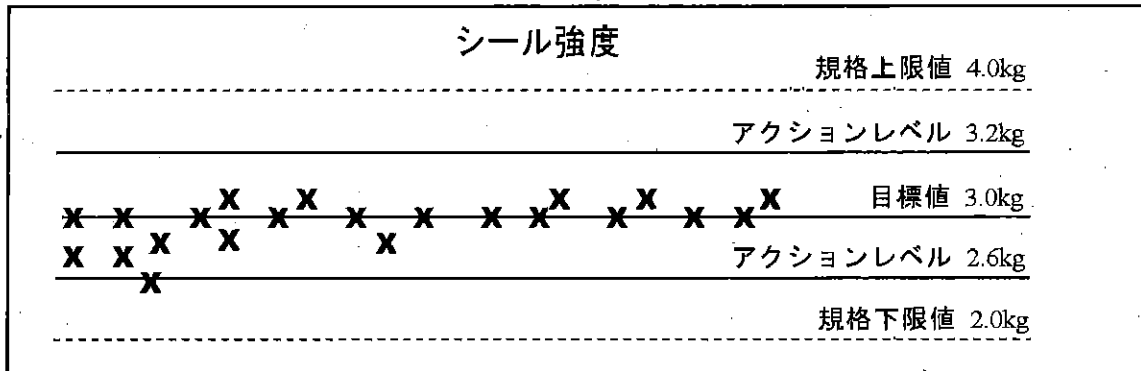 シール強度
規格上限値 4.0kg
アクションレベル 3.2kg
目標値 3.0kg
アクションレベル 2.6kg
規格下限値 2.0kg